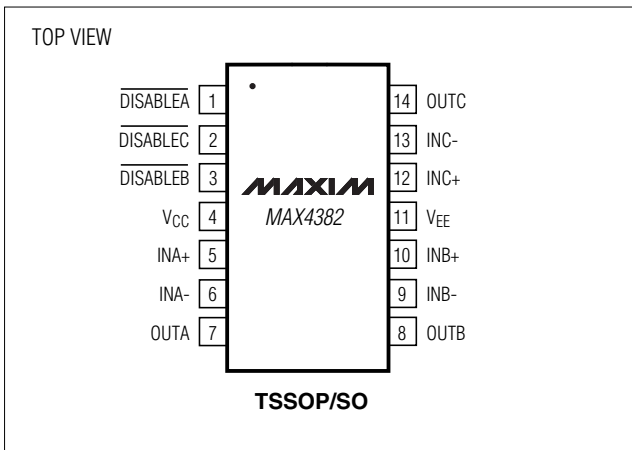 TOP VIEW
DISABLEA 1
DISABLEC 2
DISABLEB 3
VCC 4
INA+ 5
INA- 6
OUTA 7
MAXIM
MAX4382
14 OUTC
13 INC-
12 INC+
11 VEE
10 INB+
9 INB-
8 OUTB
TSSOP/SO